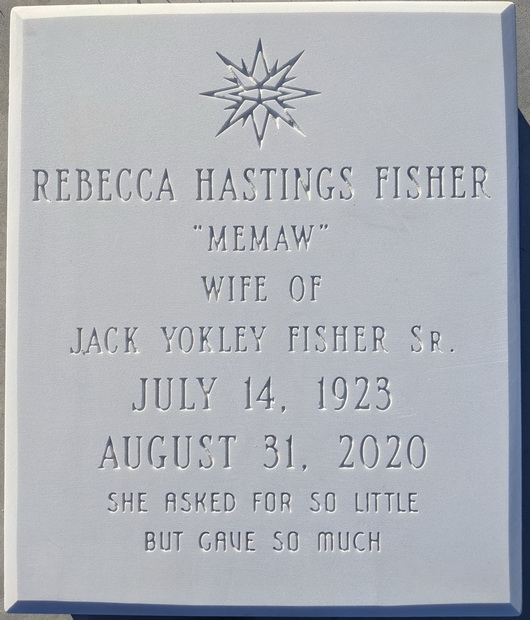 REBECCA HASTINGS FISHER
"MEMAW"
WIFE OF
JACK YOKLEY FISHER SR.
JULY 14, 1923
AUGUST 31, 2020
SHE ASKED FOR SO LITTLE
BUT GAVE SO MUCH